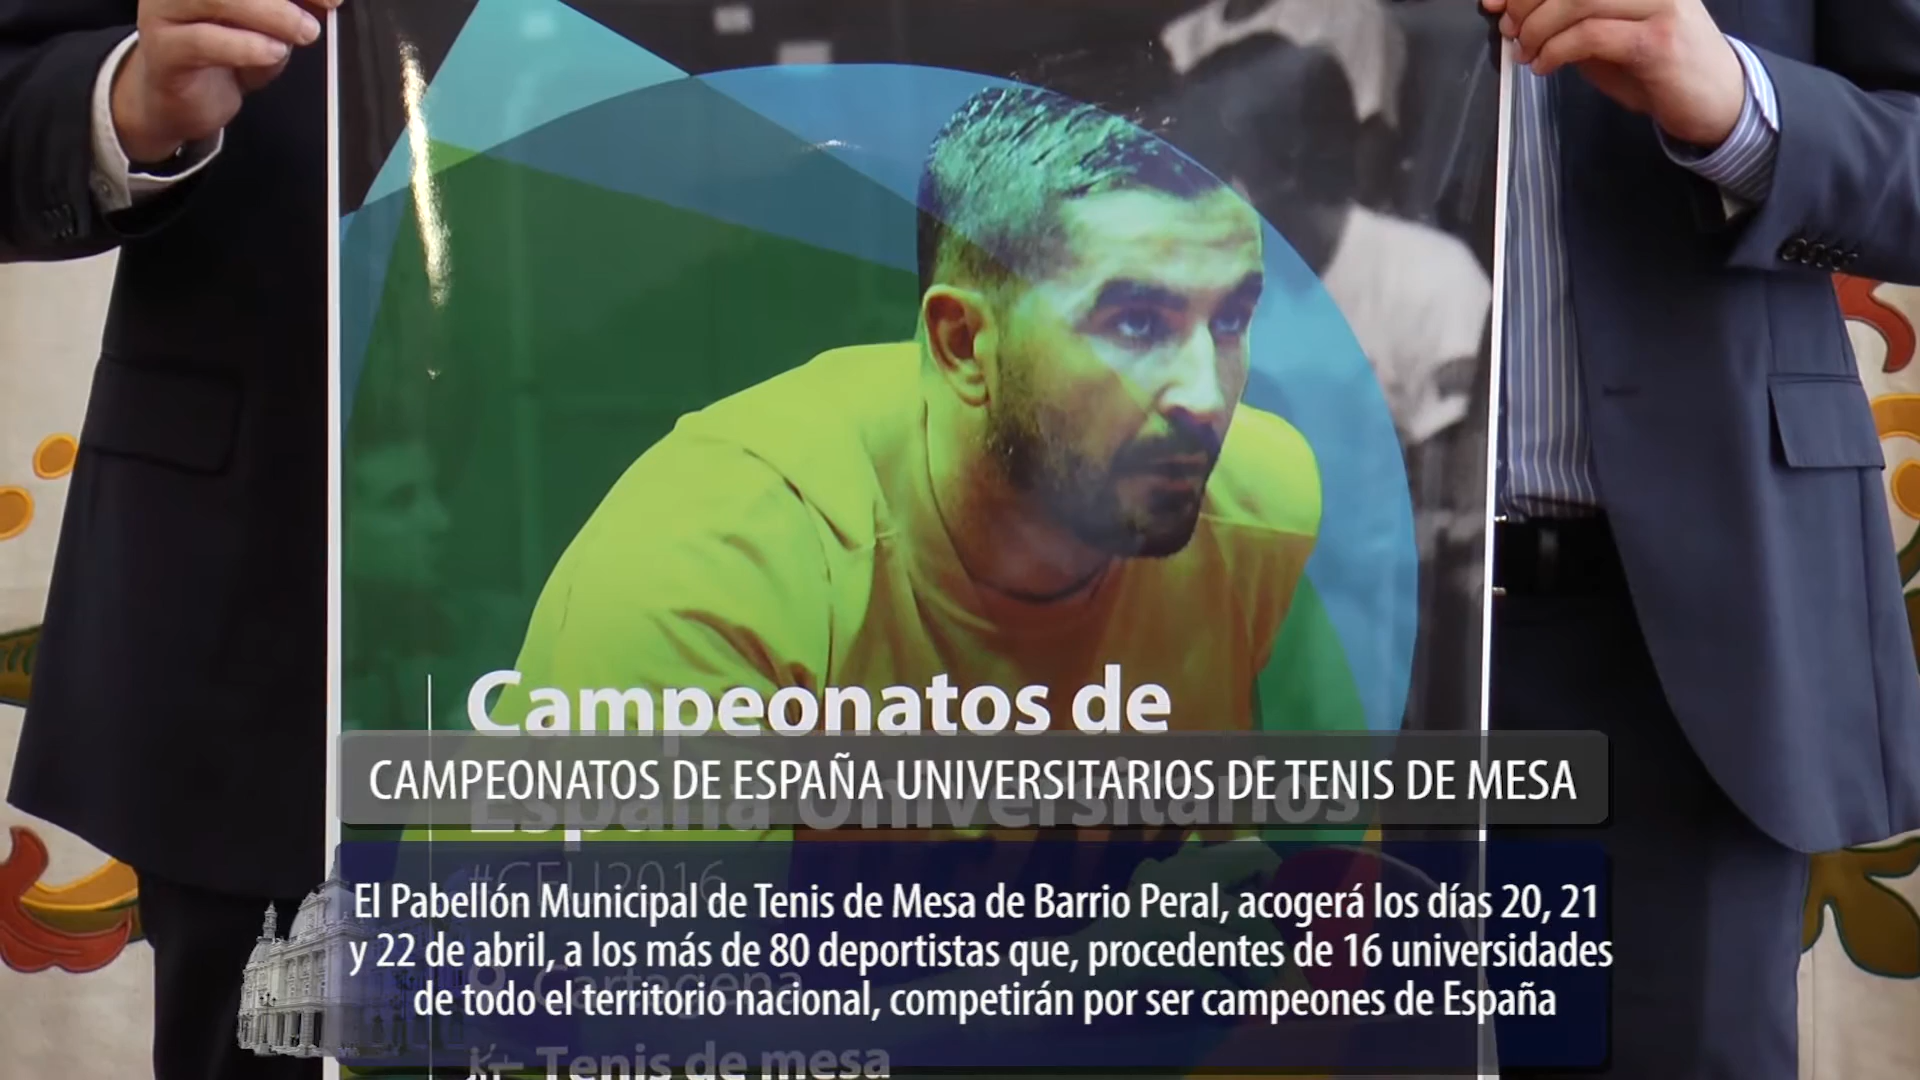 Campeonatos de
CAMPEONATOS DE ESPAÑA UNIVERSITARIOS DE TENIS DE MESA
España Universitarios
#CEU2016
El Pabellón Municipal de Tenis de Mesa de Barrio Peral, acogerá los días 20, 21
y 22 de abril, a los más de 80 deportistas que, procedentes de 16 universidades
Cartagena
de todo el territorio nacional, competirán por ser campeones de España
Tenis de mesa